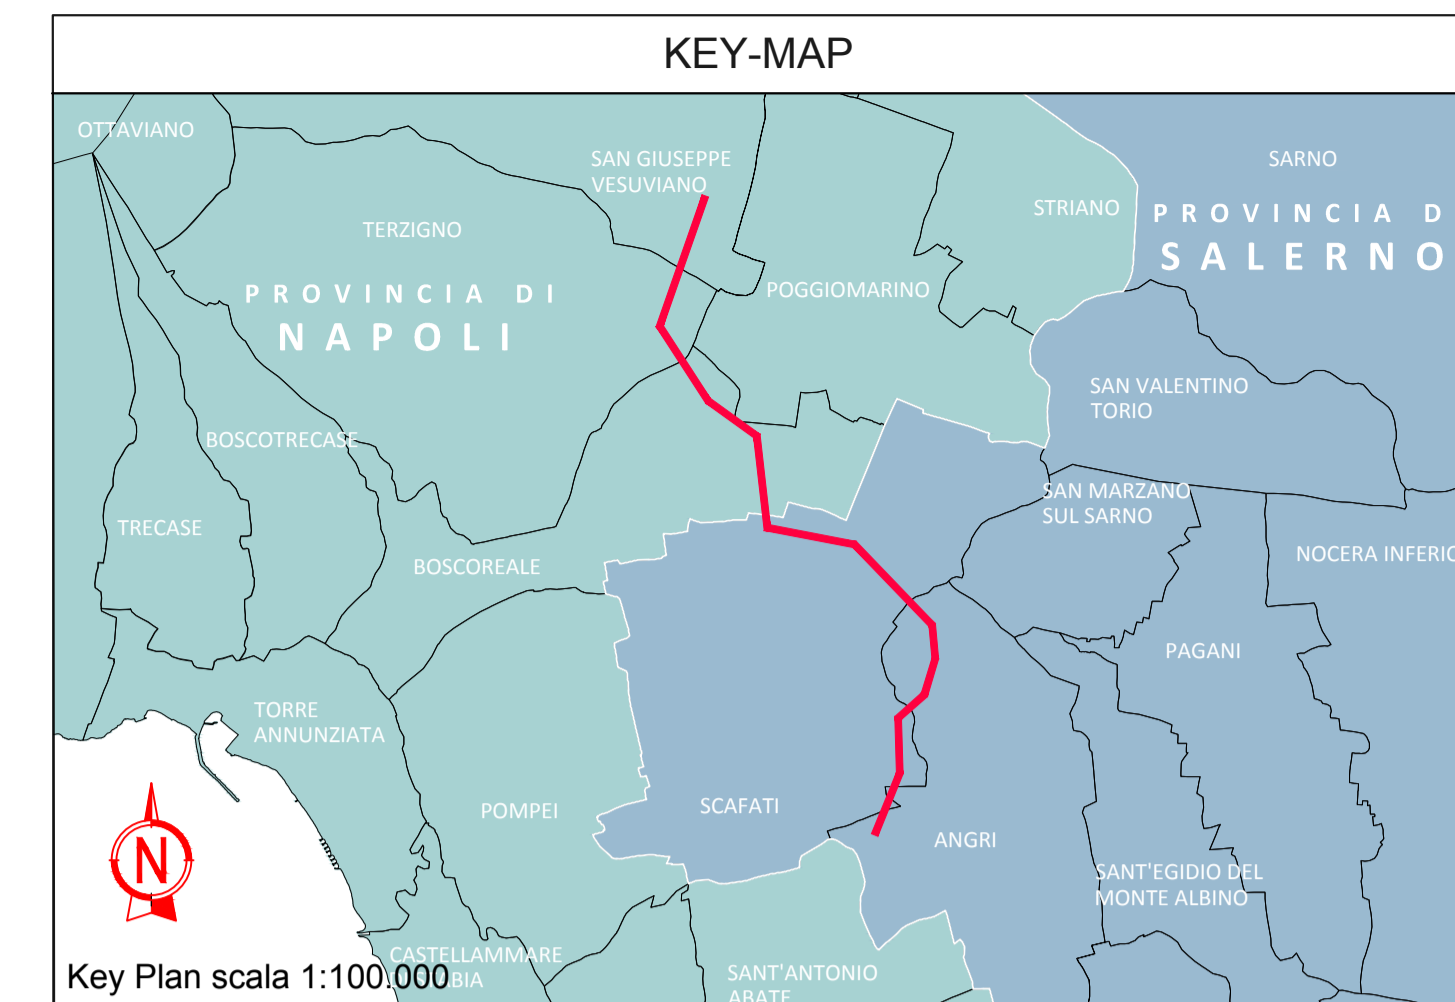 KEY-MAP
OTTAVIANO
SAN GIUSEPPE
VESUVIANO
SARNO
STRIANO
PROVINCIA D
SALERNO
TERZIGNO
PROVINCIA DI
NAPOLI
POGGIOMARINO
SAN VALENTINO
TORIO
BOSCOTRECASE
SAN MARZANO
SUL SARNO
TRECASE
BOSCOREALE
NOCERA INFERIO
PAGANI
TORRE
ANNUNZIATA
POMPEI
SCAFATI
ANGRI
SANT'EGIDIO DEL
MONTE ALBINO
N
CASTELLAMMARE
Key Plan scala 1:100.000
SANT'ANTONIO
ABATE